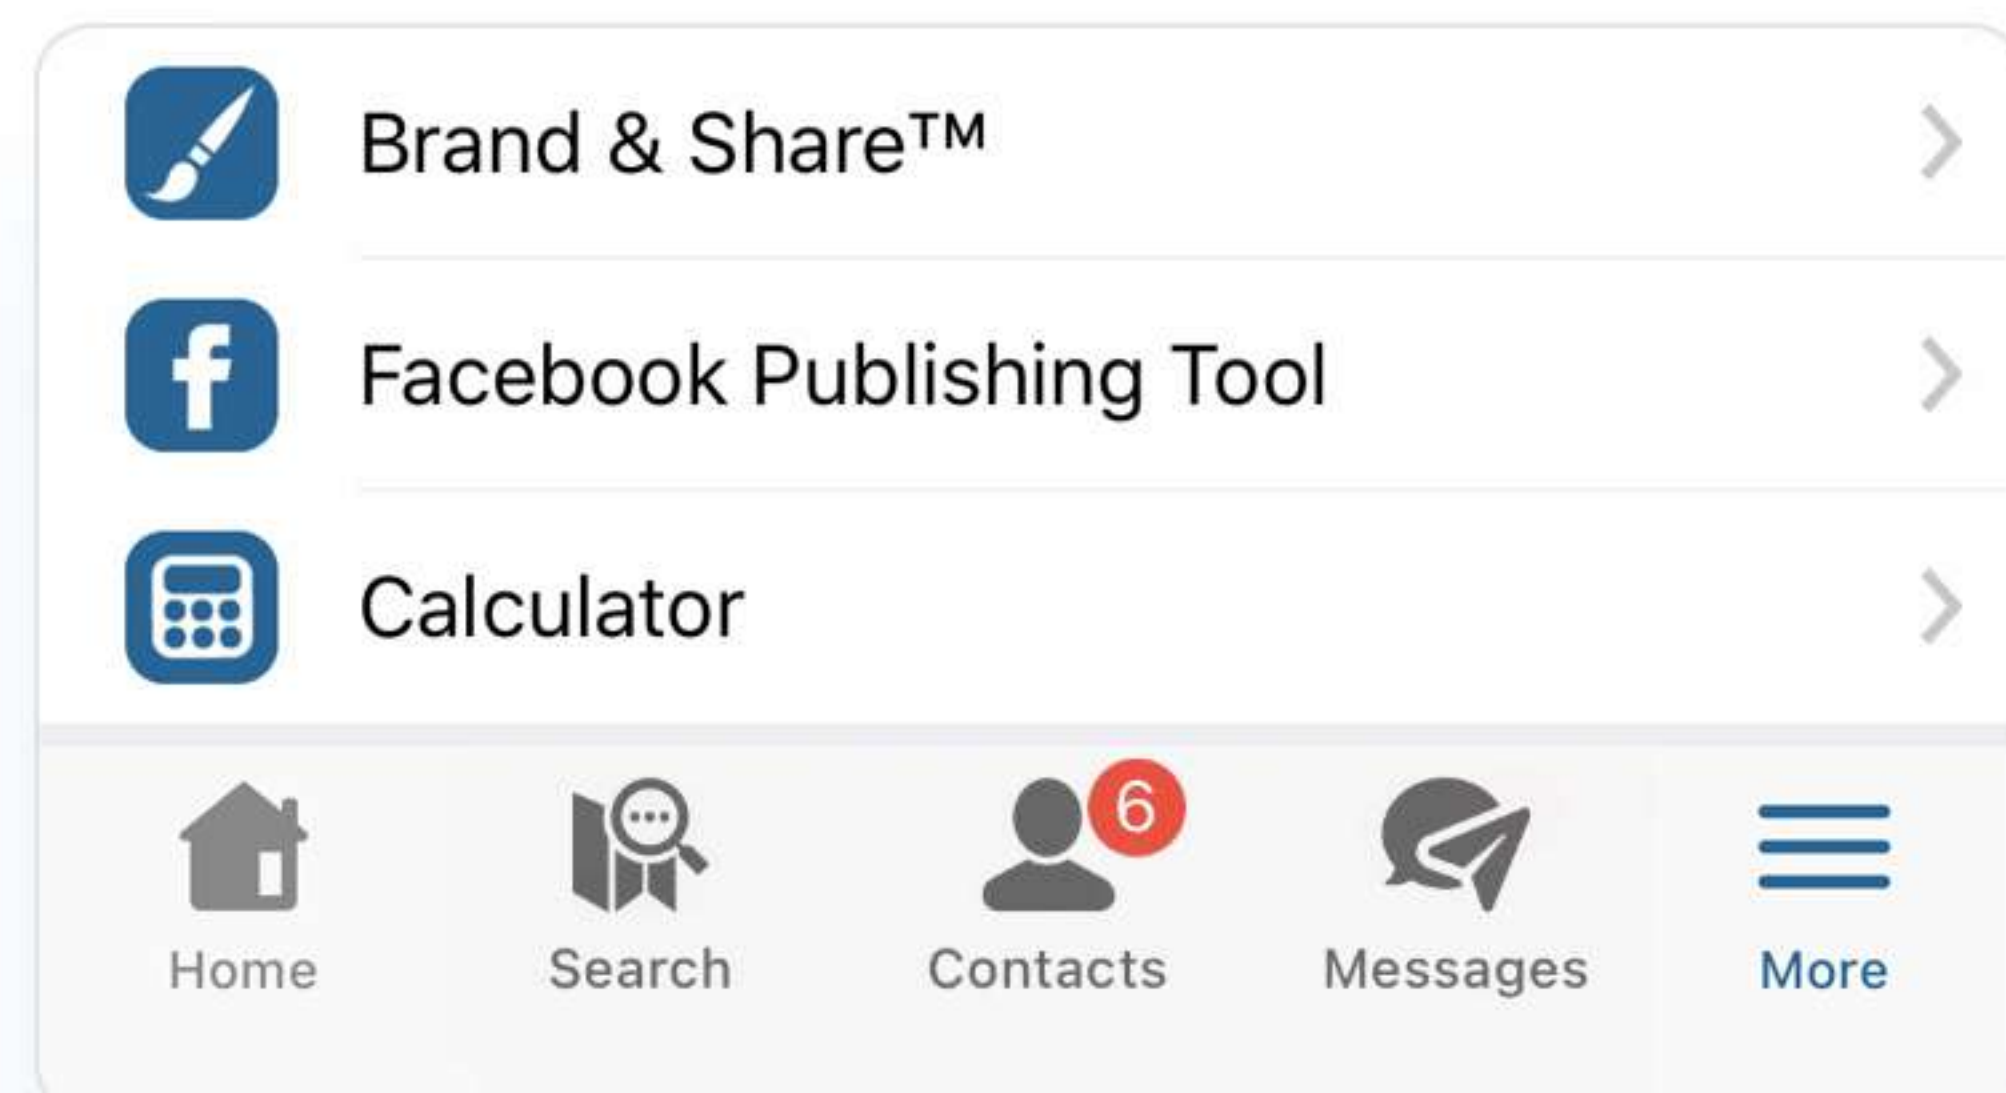 Brand & Share™
Facebook Publishing Tool
Calculator
6
Home Search Contacts Messages More